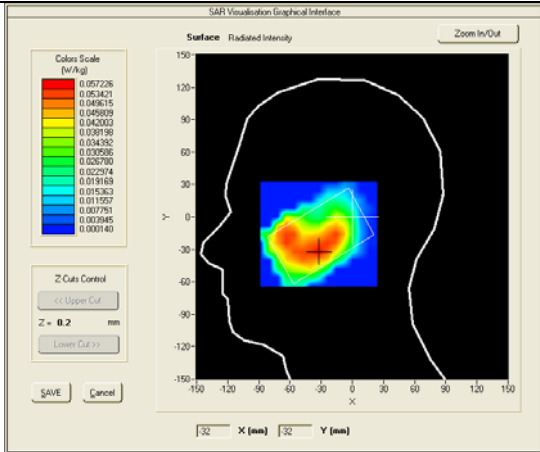 SAR Visualisation Graphical Interface
Surface Radiated Intensity
Zoom In/Out
Colors Scale
(W/kg)
0.057226
0.053421
0.049615
0.045809
0.042003
0.038198
0.034392
0.030586
0.026780
0.022974
0.019169
0.015363
0.011557
0.007751
0.003945
0.000140
Z Cuts Control
<< Upper Cut
Z = 0.2 mm
Lower Cut >>
SAVE Cancel
150
120
90
60
30
0
-30
-60
-90
-120
-150
Y
-150 -120 -90 -60 -30 0 30 60 90 120 150
X
-32 X (mm) -32 Y (mm)